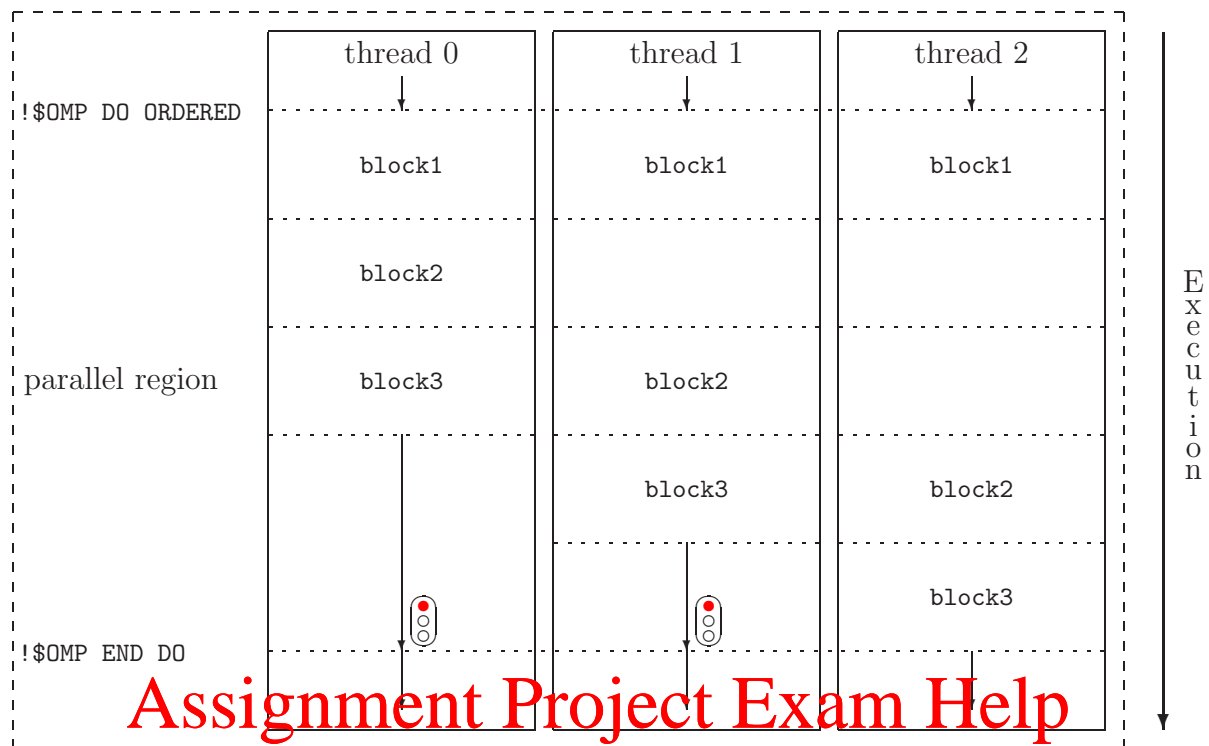 thread 0 thread 1 thread 2
!$OMP DO ORDERED
block1 block1 block1
block2
parallel region block3 block2
block3 block2
block3
!$OMP END DO
Execution
Assignment Project Exam Help